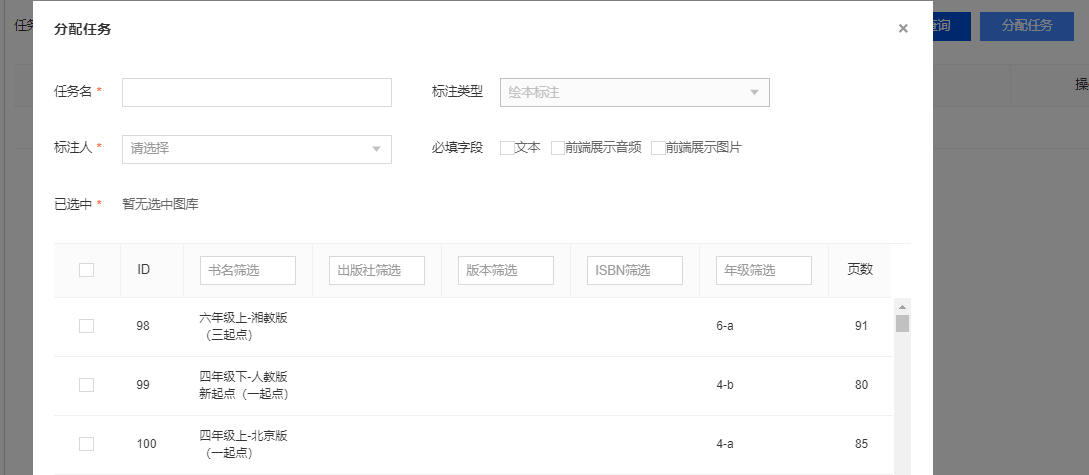 分配任务
×
查询
分配任务
任务名 *
标注类型
绘本标注
标注人 *
请选择
必填字段
文本
前端展示音频
前端展示图片
已选中 *
暂无选中图库
ID
书名筛选
出版社筛选
版本筛选
ISBN筛选
年级筛选
页数
98
六年级上-湘教版
（三起点）
6-a
91
99
四年级下-人教版
新起点（一起点）
4-b
80
100
四年级上-北京版
（一起点）
4-a
85